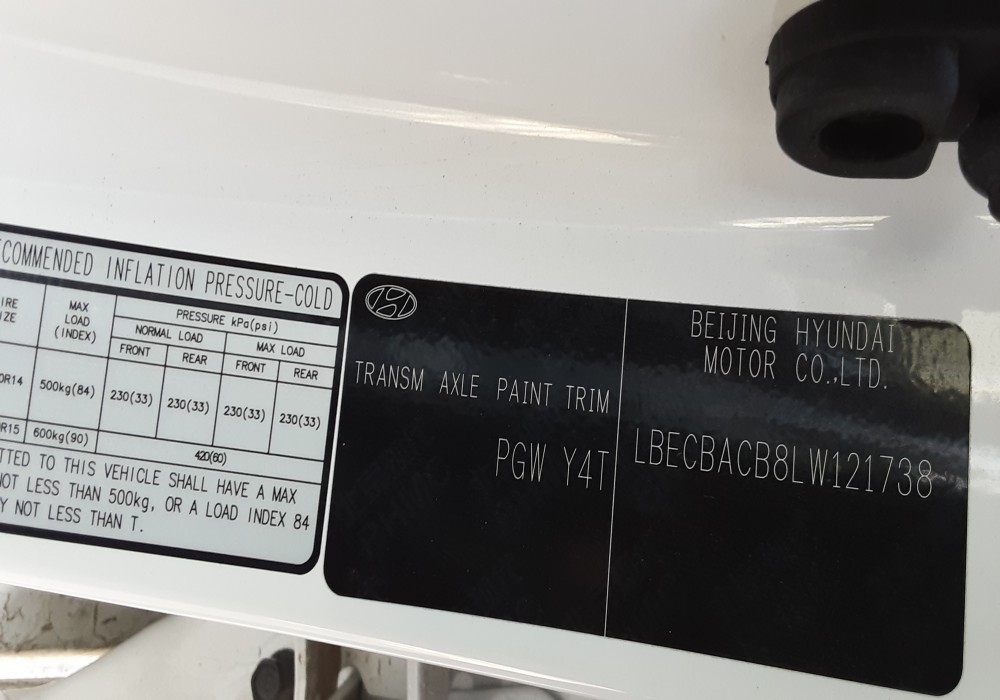 COMMENDED INFLATION PRESSURE-COLD
IRE
ZE
MAX
LOAD
(INDEX)
PRESSURE kPa(psi)
NORMAL LOAD
MAX LOAD
FRONT
REAR
FRONT
REAR
0R14
500kg(84)
230(33)
230(33)
230(33)
230(33)
R15
600kg(90)
420(60)
TTED TO THIS VEHICLE SHALL HAVE A MAX
NOT LESS THAN 500kg, OR A LOAD INDEX 84
Y NOT LESS THAN T.
TRANSM AXLE PAINT TRIM
PGW Y4T
BEIJING HYUNDAI
MOTOR CO.,LTD.
LBECBACB8LW121738